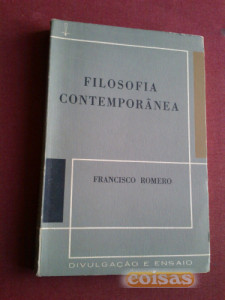 FILOSOFIA
CONTEMPORÂNEA
FRANCISCO ROMERO
DIVULGAÇÃO E ENSAIO
coisas